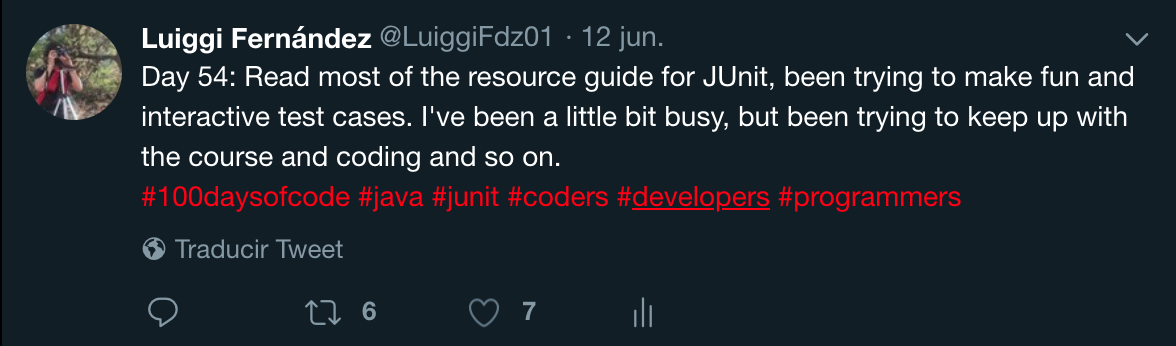 Luiggi Fernández @LuiggiFdz01 · 12 jun.
Day 54: Read most of the resource guide for JUnit, been trying to make fun and
interactive test cases. I've been a little bit busy, but been trying to keep up with
the course and coding and so on.
#100daysofcode #java #junit #coders #developers #programmers
Traducir Tweet
6 7